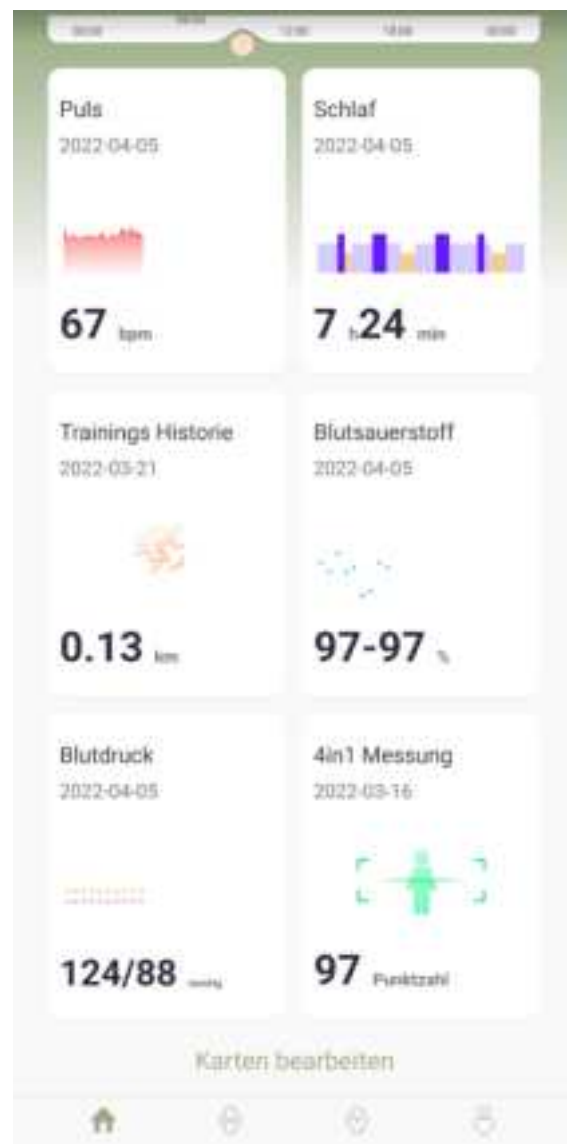 Puls
2022-04-05
67 bpm
Schlaf
2022-04-05
7 h 24 min
Trainings Historie
2022-03-21
0.13 km
Blutsauerstoff
2022-04-05
97-97 %
Blutdruck
2022-04-05
124/88
4in1 Messung
2022-03-16
97 Punktzahl
Karten bearbeiten